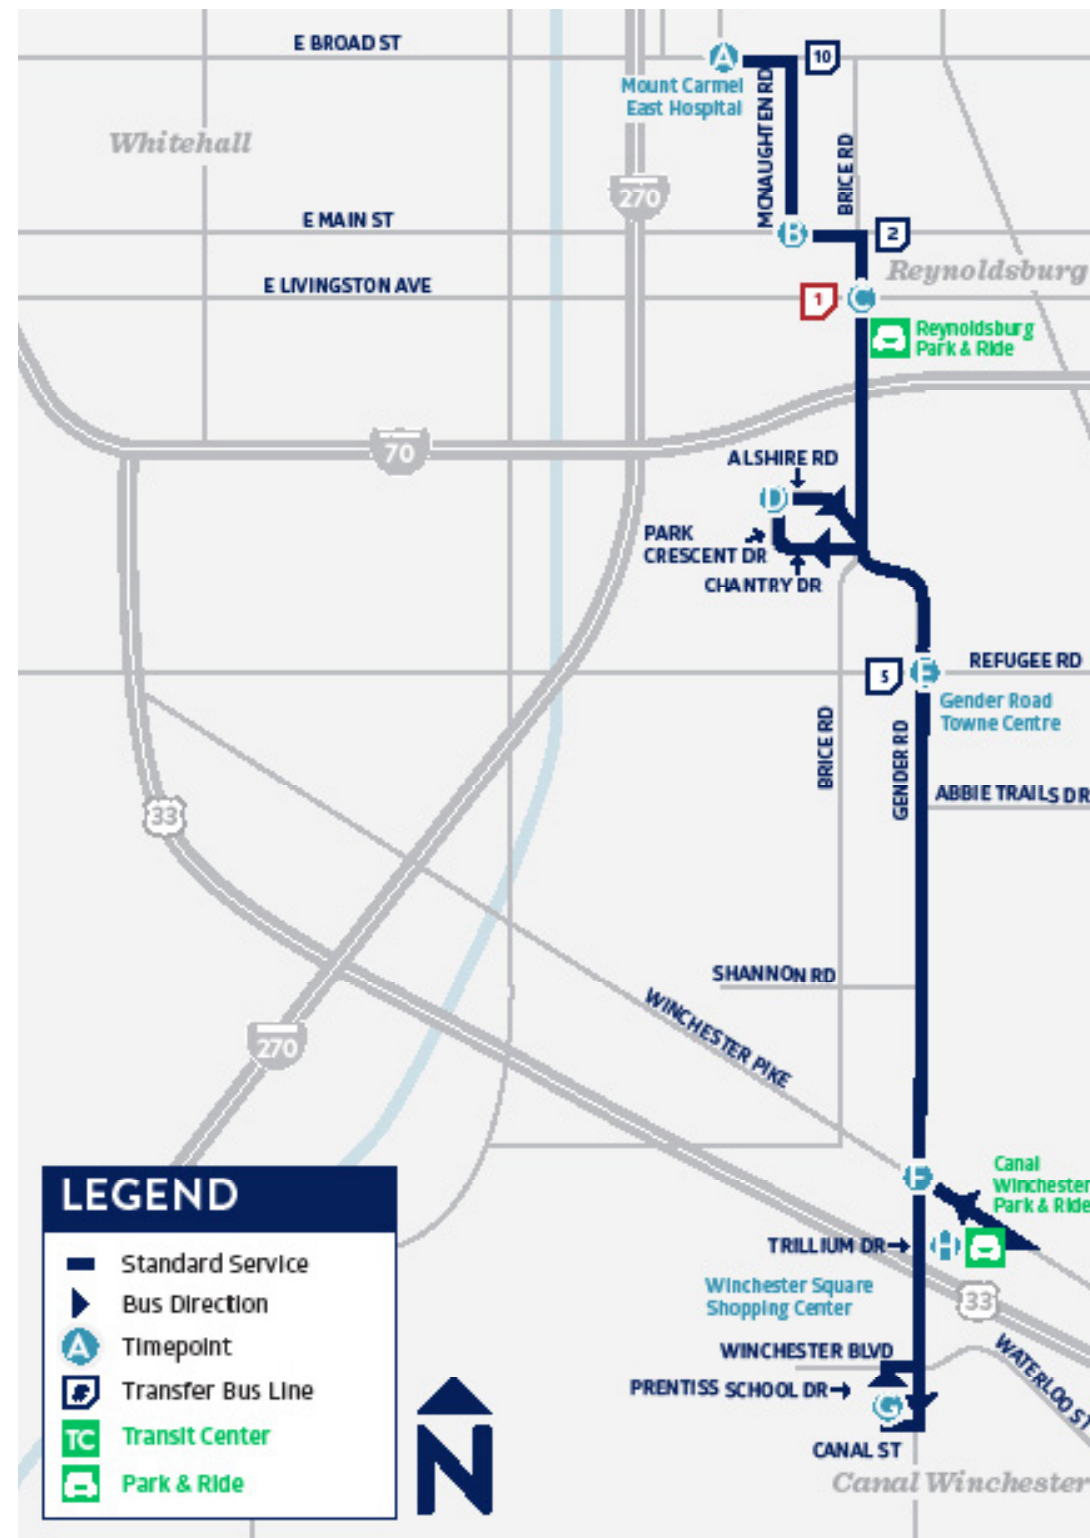 E BROAD ST
A
10
Mount Carmel
East Hospital
MCNAUGHTEN RD
BRICE RD
Whitehall
270
E MAIN ST
B
2
Reynoldsburg
E LIVINGSTON AVE
1
C
Reynoldsburg
Park & Ride
70
ALSHIRE RD
D
PARK
CRESCENT DR
CHANTRY DR
5
E
REFUGEE RD
Gender Road
Towne Centre
BRICE RD
GENDER RD
ABBIE TRAILS DR
33
SHANNON RD
WINCHESTER PIKE
270
F
Canal
Winchester
Park & Ride
TRILLIUM DR
H
Winchester Square
Shopping Center
33
WINCHESTER BLVD
WATERLOO ST
PRENTISS SCHOOL DR
G
CANAL ST
Canal Winchester
LEGEND
Standard Service
Bus Direction
A Timepoint
# Transfer Bus Line
TC Transit Center
Park & Ride
N